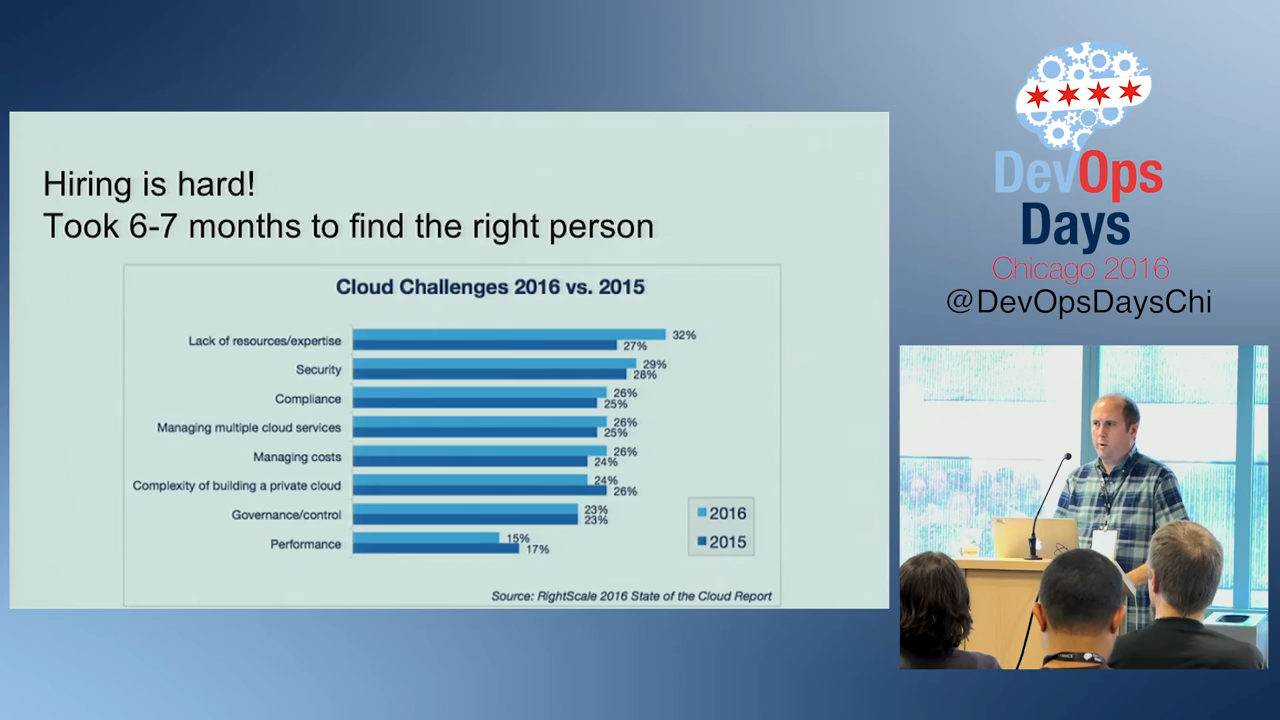 Hiring is hard!
Took 6-7 months to find the right person
Cloud Challenges 2016 vs. 2015
Lack of resources/expertise
32%
27%
Security
29%
28%
Compliance
26%
25%
Managing multiple cloud services
26%
25%
Managing costs
26%
24%
Complexity of building a private cloud
24%
26%
Governance/control
23%
23%
Performance
15%
17%
2016
2015
Source: RightScale 2016 State of the Cloud Report
DevOps
Days
Chicago 2016
@DevOpsDaysChi